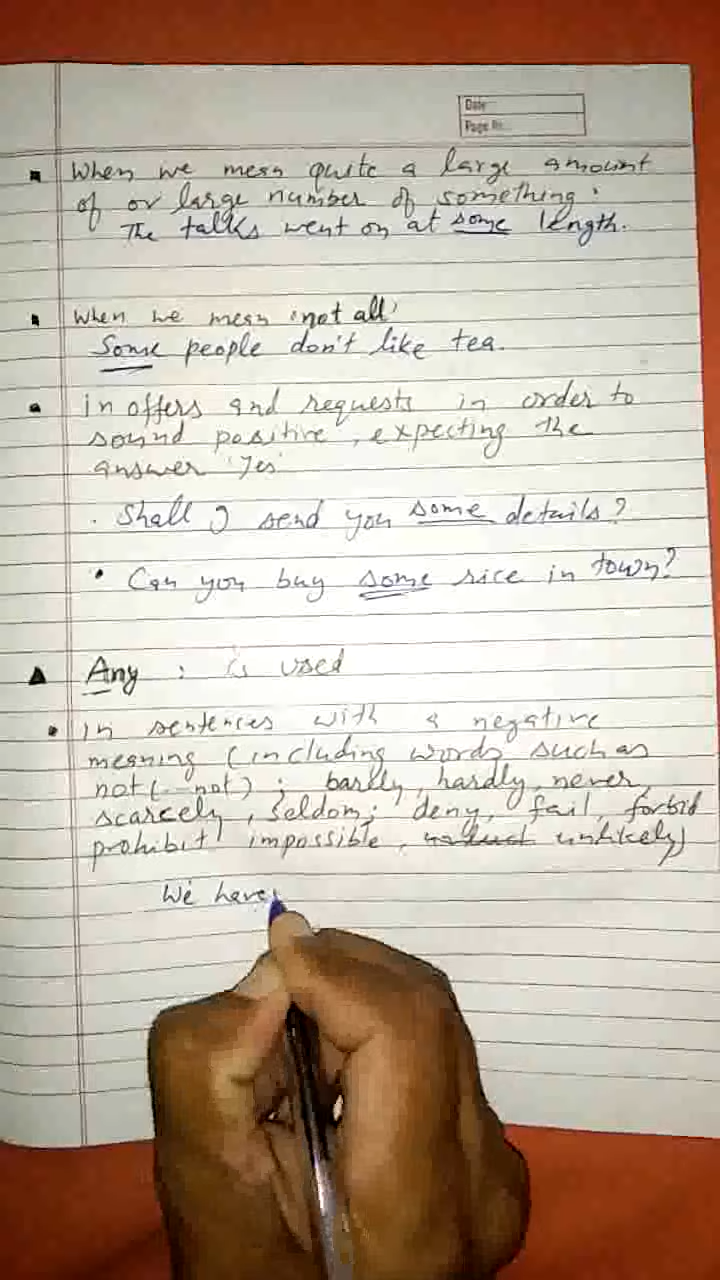 Date
Page No.
When we mean quite a large amount
of or large number of something:
The talks went on at some length.
When we mean 'not all'
Some people don't like tea.
in offers and requests in order to
sound positive, expecting the
answer 'Yes'
. Shall I send you some details?
• Can you buy some rice in town?
Any : is used
• In sentences with a negative
meaning (including words such as
not (-not); barely, hardly, never,
scarcely, seldom; deny, fail, forbid
prohibit impossible, unlikely)
We have